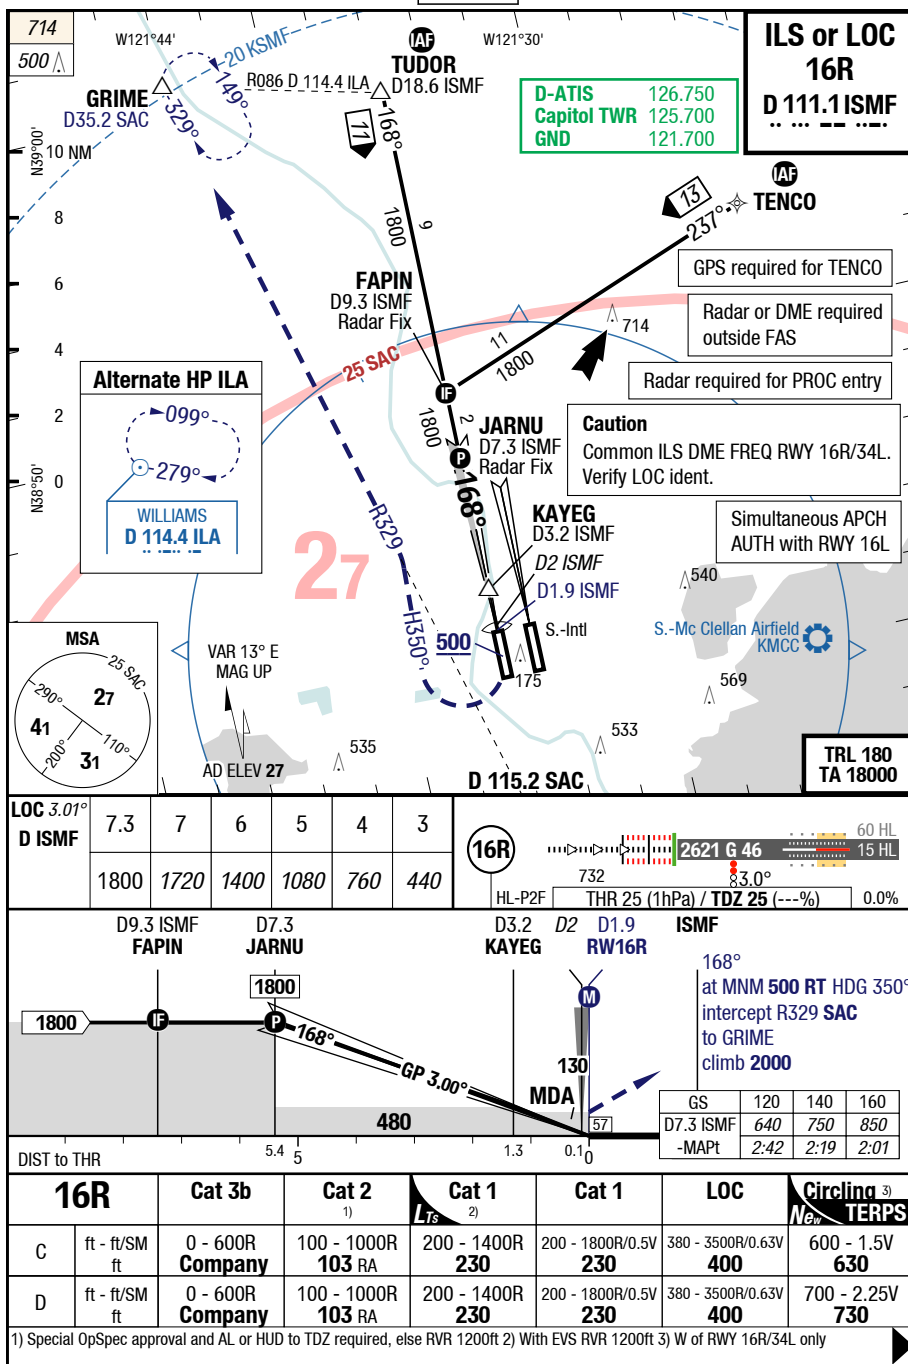 714
500
W121°44'
20 KSMF
IAF
TUDOR
D18.6 ISMF
W121°30'
ILS or LOC
16R
D 111.1 ISMF
R086 D 114.4 ILA
GRIME
D35.2 SAC
149°
329°
D-ATIS 126.750
Capitol TWR 125.700
GND 121.700
11
168°
N39°00'
10 NM
IAF
TENCO
13
237°
8
9
1800
GPS required for TENCO
6
FAPIN
D9.3 ISMF
Radar Fix
Radar or DME required
outside FAS
714
4
25 SAC
11
1800
Radar required for PROC entry
Alternate HP ILA
099°
279°
WILLIAMS
D 114.4 ILA
IF
2
2
1800
JARNU
D7.3 ISMF
Radar Fix
Caution
Common ILS DME FREQ RWY 16R/34L.
Verify LOC ident.
N38°50'
0
P
168°
R329
KAYEG
D3.2 ISMF
D2 ISMF
D1.9 ISMF
Simultaneous APCH
AUTH with RWY 16L
27
540
H350°
500
S.-Intl
S.-Mc Clellan Airfield
KMCC
175
569
MSA
25 SAC
290°
27
41
110°
200°
31
VAR 13° E
MAG UP
AD ELEV 27
535
533
D 115.2 SAC
TRL 180
TA 18000
LOC 3.01°
D ISMF
7.3 7 6 5 4 3
1800 1720 1400 1080 760 440
16R
HL-P2F
732
2621 G 46
60 HL
15 HL
3.0°
THR 25 (1hPa) / TDZ 25 (---%)
0.0%
D9.3 ISMF D7.3 D3.2 D2 D1.9 ISMF
FAPIN JARNU KAYEG RW16R
1800
1800
IF
P
168°
GP 3.00°
M
130
MDA
480
57
168°
at MNM 500 RT HDG 350°
intercept R329 SAC
to GRIME
climb 2000
GS 120 140 160
D7.3 ISMF 640 750 850
-MAPt 2:42 2:19 2:01
DIST to THR 5.4 5 1.3 0.1 0
16R Cat 3b Cat 2 1) LTS Cat 1 2) Cat 1 LOC Circling 3) New TERPS
C ft - ft/SM 0 - 600R 100 - 1000R 200 - 1400R 200 - 1800R/0.5V 380 - 3500R/0.63V 600 - 1.5V
ft Company 103 RA 230 230 400 630
D ft - ft/SM 0 - 600R 100 - 1000R 200 - 1400R 200 - 1800R/0.5V 380 - 3500R/0.63V 700 - 2.25V
ft Company 103 RA 230 230 400 730
1) Special OpSpec approval and AL or HUD to TDZ required, else RVR 1200ft 2) With EVS RVR 1200ft 3) W of RWY 16R/34L only